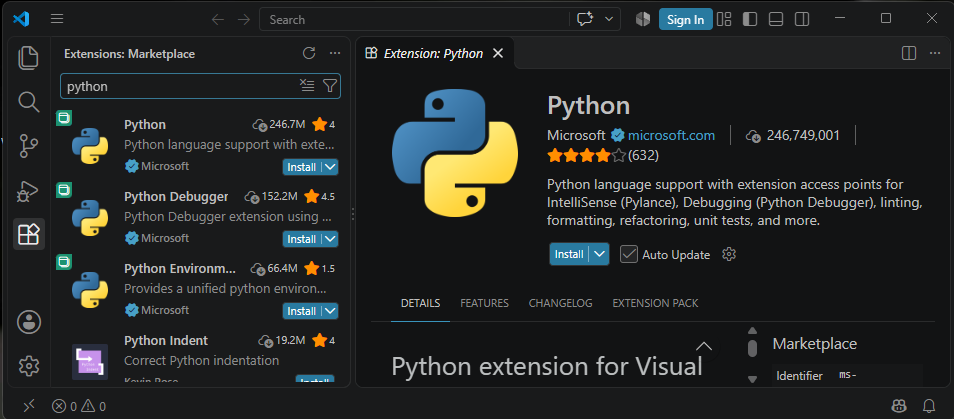 Search
Sign In
Extensions: Marketplace
python
Python 246.7M 4
Python language support with exte...
Microsoft Install
Python Debugger 152.2M 4.5
Python Debugger extension using ...
Microsoft Install
Python Environm... 66.4M 1.5
Provides a unified python environ...
Microsoft Install
Python Indent 19.2M 4
Correct Python indentation
Kevin Rose Install
Extension: Python
Python
Microsoft microsoft.com 246,749,001
(632)
Python language support with extension access points for
IntelliSense (Pylance), Debugging (Python Debugger), linting,
formatting, refactoring, unit tests, and more.
Install Auto Update
DETAILS FEATURES CHANGELOG EXTENSION PACK
Python extension for Visual
Marketplace
Identifier ms-
0 0